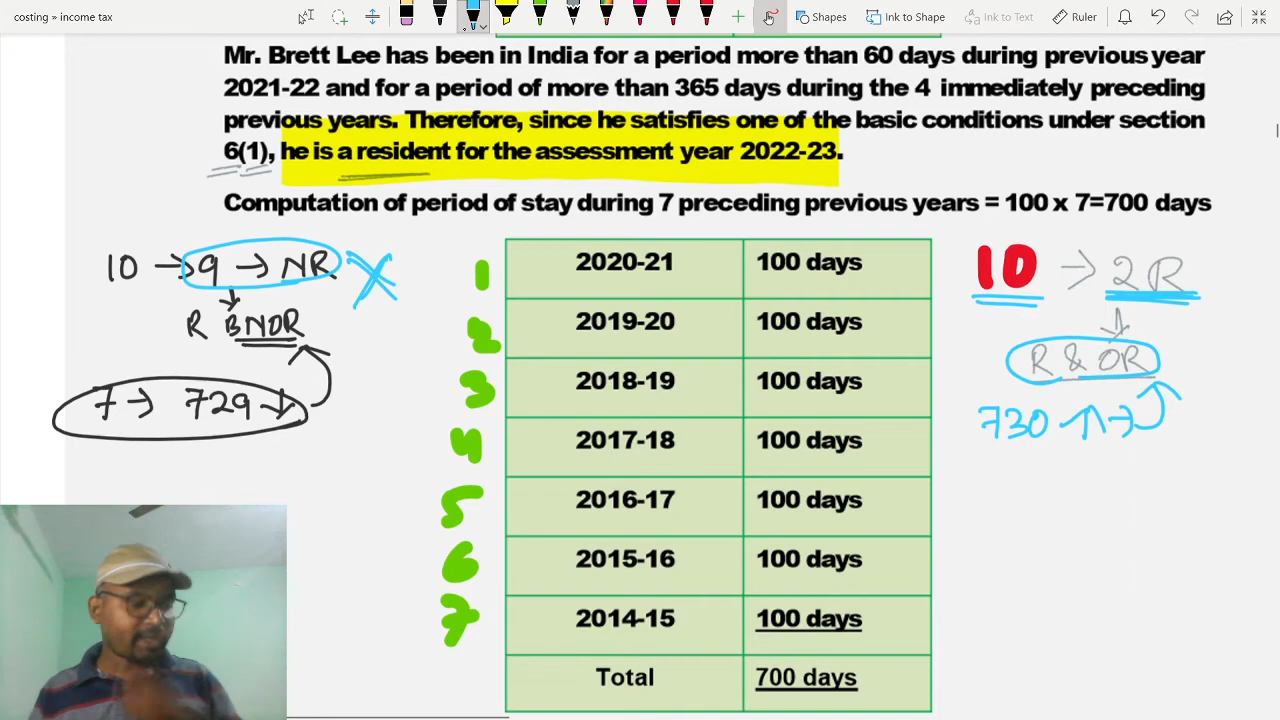 costing » income tax
Shapes
Ink to Shape
Ink to Text
Ruler
Mr. Brett Lee has been in India for a period more than 60 days during previous year
2021-22 and for a period of more than 365 days during the 4 immediately preceding
previous years. Therefore, since he satisfies one of the basic conditions under section
6(1), he is a resident for the assessment year 2022-23.
Computation of period of stay during 7 preceding previous years = 100 x 7=700 days
10 → 9 → NR X
R BNOR
7 → 729 ↓
1 2020-21 100 days
2 2019-20 100 days
3 2018-19 100 days
4 2017-18 100 days
5 2016-17 100 days
6 2015-16 100 days
7 2014-15 100 days
Total 700 days
10 → 2 R
↓
R & OR
730 ↑ →